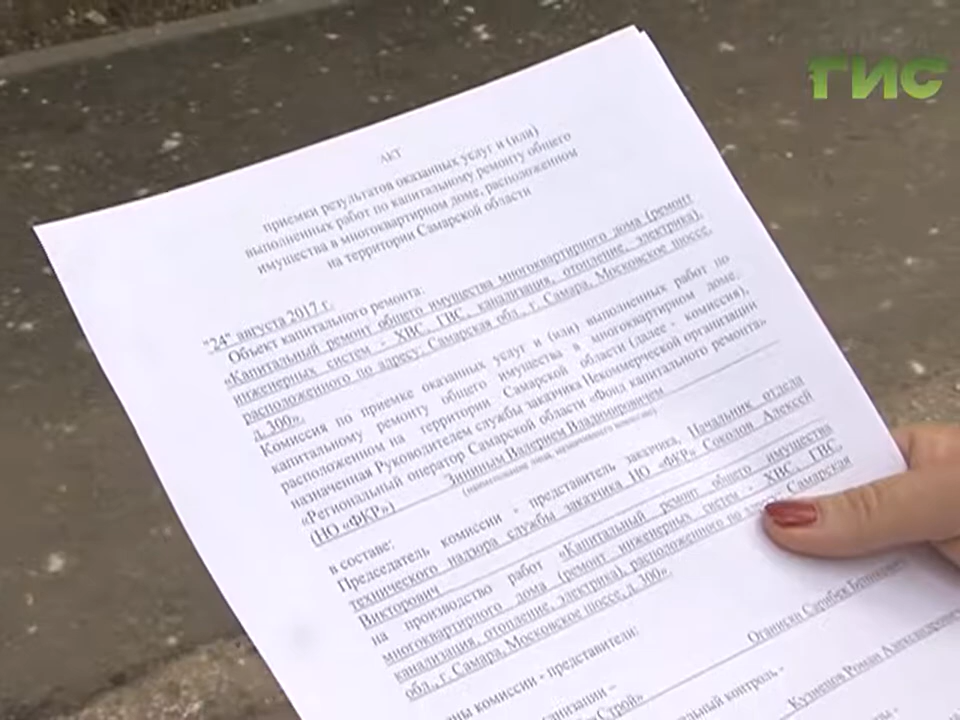 ГИС
АКТ
приемки результатов оказанных услуг и (или)
выполненных работ по капитальному ремонту общего
имущества в многоквартирном доме, расположенном
на территории Самарской области
"24" августа 2017 г.
Объект капитального ремонта:
«Капитальный ремонт общего имущества многоквартирного дома (ремонт
инженерных систем - ХВС, ГВС, канализация, отопление, электрика),
расположенного по адресу: Самарская обл., г. Самара, Московское шоссе,
д. 300».
Комиссия по приемке оказанных услуг и (или) выполненных работ по
капитальному ремонту общего имущества в многоквартирном доме,
расположенном на территории Самарской области (далее - комиссия),
назначенная Руководителем службы заказчика Некоммерческой организации
«Региональный оператор Самарской области «Фонд капитального ремонта»
(НО «ФКР») Зининым Валерием Владимировичем
в составе:
Председатель комиссии - представитель заказчика, Начальник отдела
технического надзора службы заказчика НО «ФКР» Соколов Алексей
Викторович
на производство работ «Капитальный ремонт общего имущества
многоквартирного дома (ремонт инженерных систем - ХВС, ГВС,
канализация, отопление, электрика), расположенного по адресу: Самарская
обл., г. Самара, Московское шоссе, д. 300»
комиссии - представители:
Оганисян Сарибек
контроль -
Кузнецов Роман Александрович